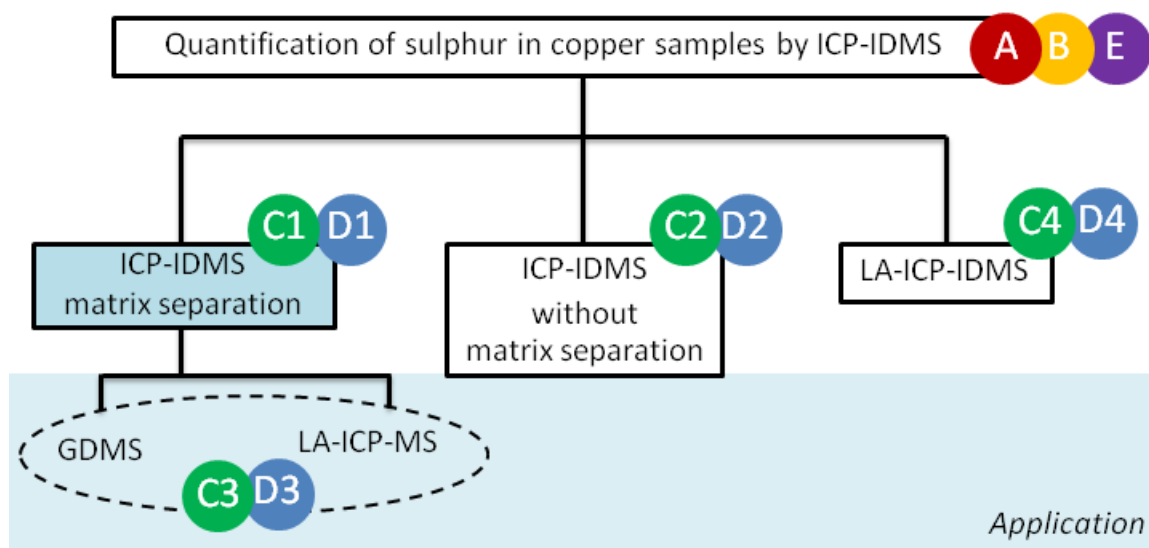 Quantification of sulphur in copper samples by ICP-IDMS
A B E
C1 D1
C2 D2
C4 D4
ICP-IDMS
matrix separation
ICP-IDMS
without
matrix separation
LA-ICP-IDMS
GDMS
LA-ICP-MS
C3 D3
Application